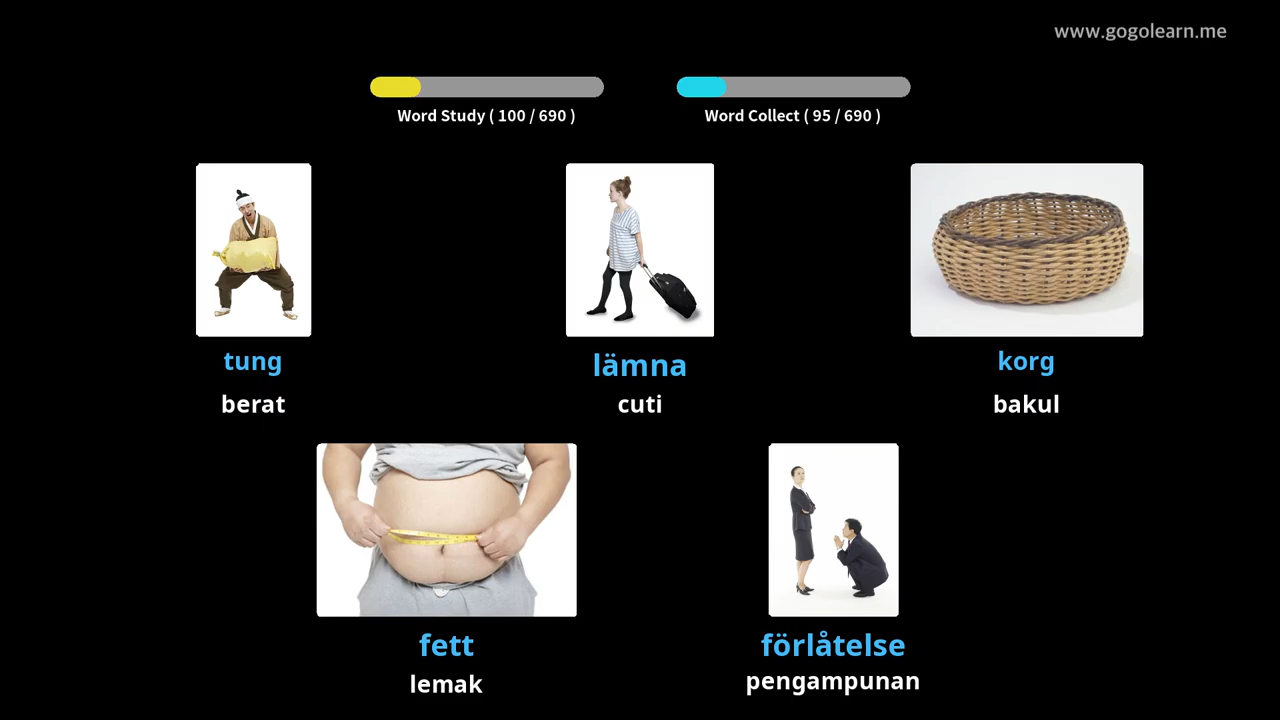 www.gogolearn.me
Word Study ( 100 / 690 )
Word Collect ( 95 / 690 )
tung
berat
lämna
cuti
korg
bakul
fett
lemak
förlåtelse
pengampunan